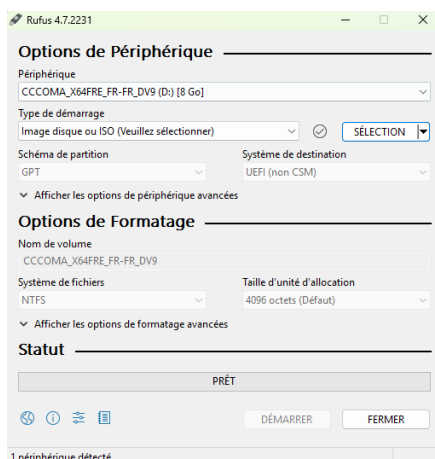 Rufus 4.7.2231
Options de Périphérique
Périphérique
CCCOMA_X64FRE_FR-FR_DV9 (D:) [8 Go]
Type de démarrage
Image disque ou ISO (Veuillez sélectionner)
SÉLECTION
Schéma de partition
Système de destination
GPT
UEFI (non CSM)
Afficher les options de périphérique avancées
Options de Formatage
Nom de volume
CCCOMA_X64FRE_FR-FR_DV9
Système de fichiers
Taille d'unité d'allocation
NTFS
4096 octets (Défaut)
Afficher les options de formatage avancées
Statut
PRÊT
DÉMARRER
FERMER
1 périphérique détecté